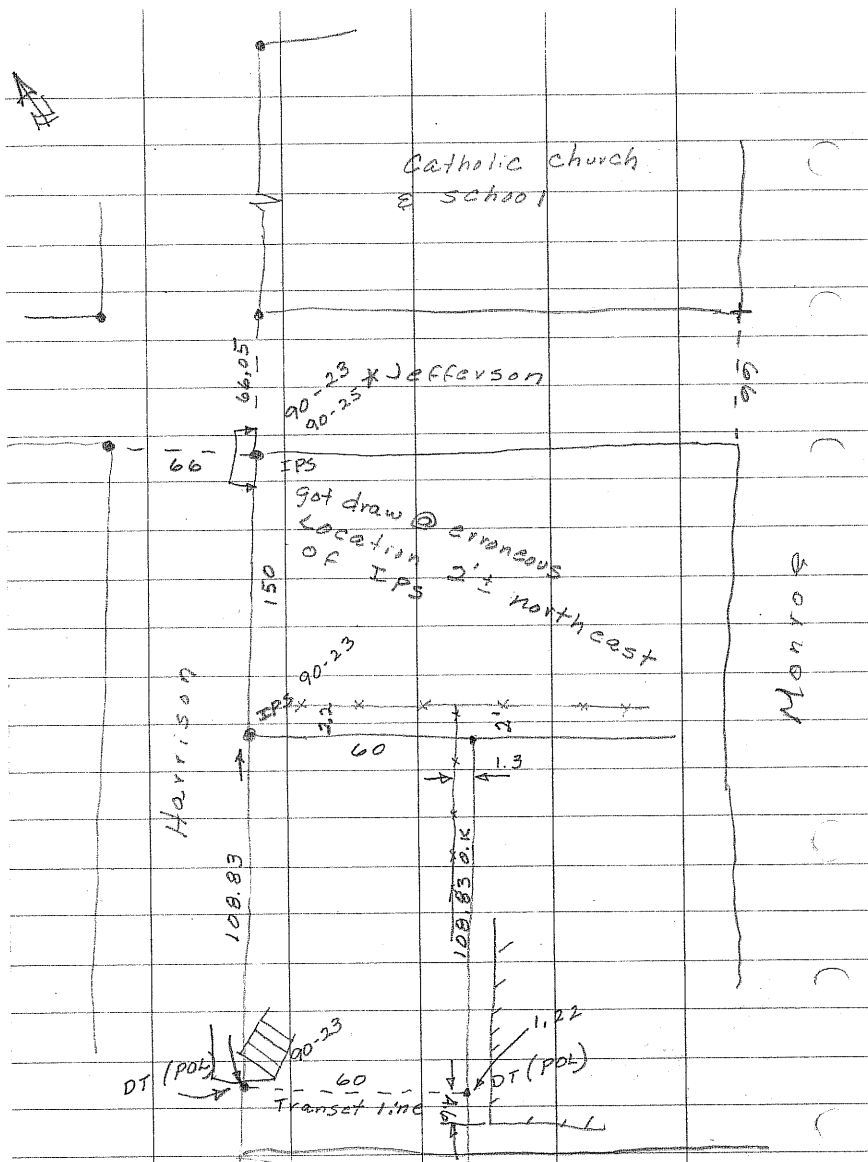 Catholic church
& school
66.05
90-23
90-25
* Jefferson
66
66
IPS
got draw @ erroneous
Location
of IPS 2'± northeast
150
Harrison
Monroe
IPS
90-23
2.2
2'
60
1.3
108.83
108.83 O.K
90-23
1.22
DT (POL)
DT (POL)
60
Transet line